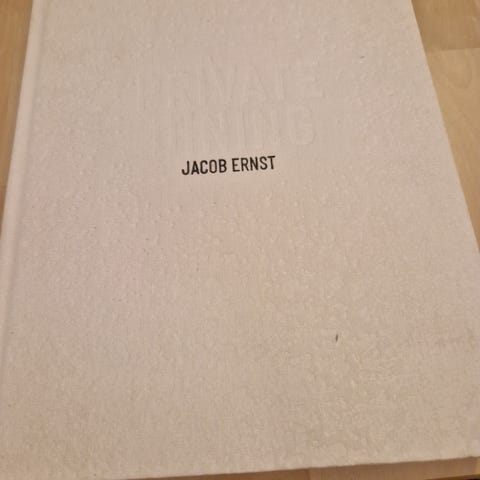 PRIVATE
DINING
JACOB ERNST